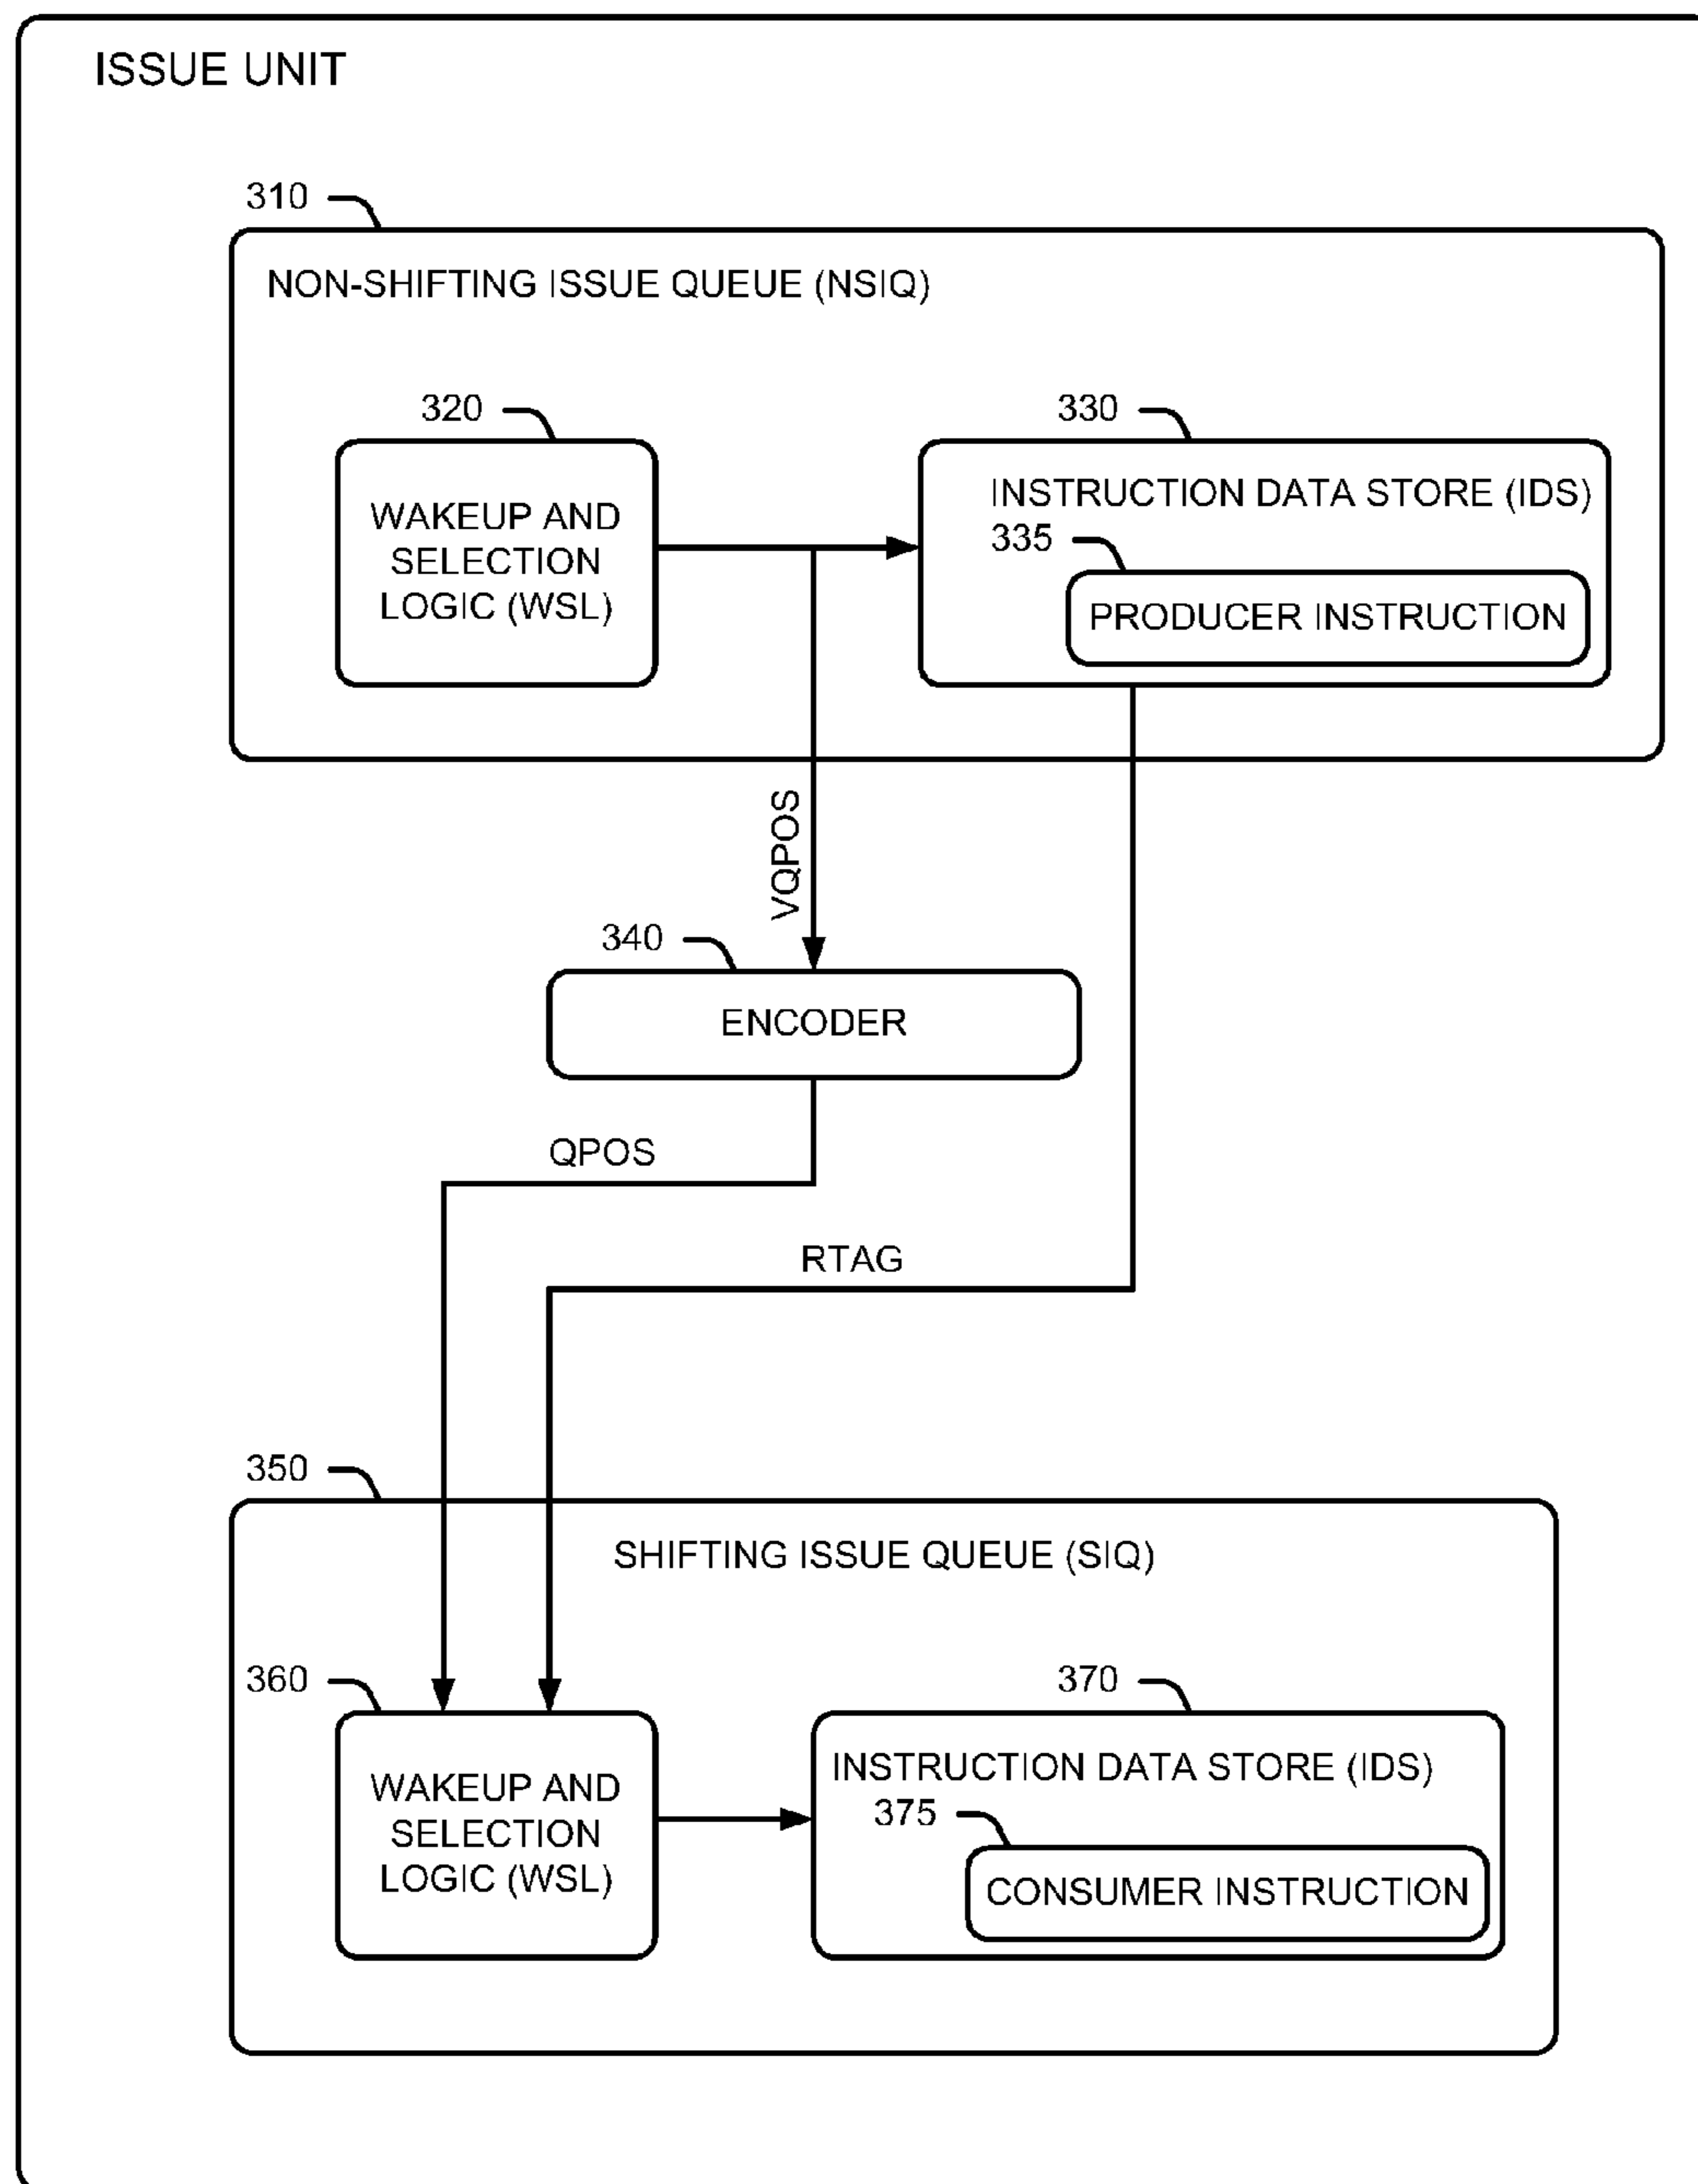 ISSUE UNIT
310
NON-SHIFTING ISSUE QUEUE (NSIQ)
320
330
WAKEUP AND
SELECTION
LOGIC (WSL)
INSTRUCTION DATA STORE (IDS)
335
PRODUCER INSTRUCTION
VQPOS
340
ENCODER
QPOS
RTAG
350
SHIFTING ISSUE QUEUE (SIQ)
360
370
WAKEUP AND
SELECTION
LOGIC (WSL)
INSTRUCTION DATA STORE (IDS)
375
CONSUMER INSTRUCTION